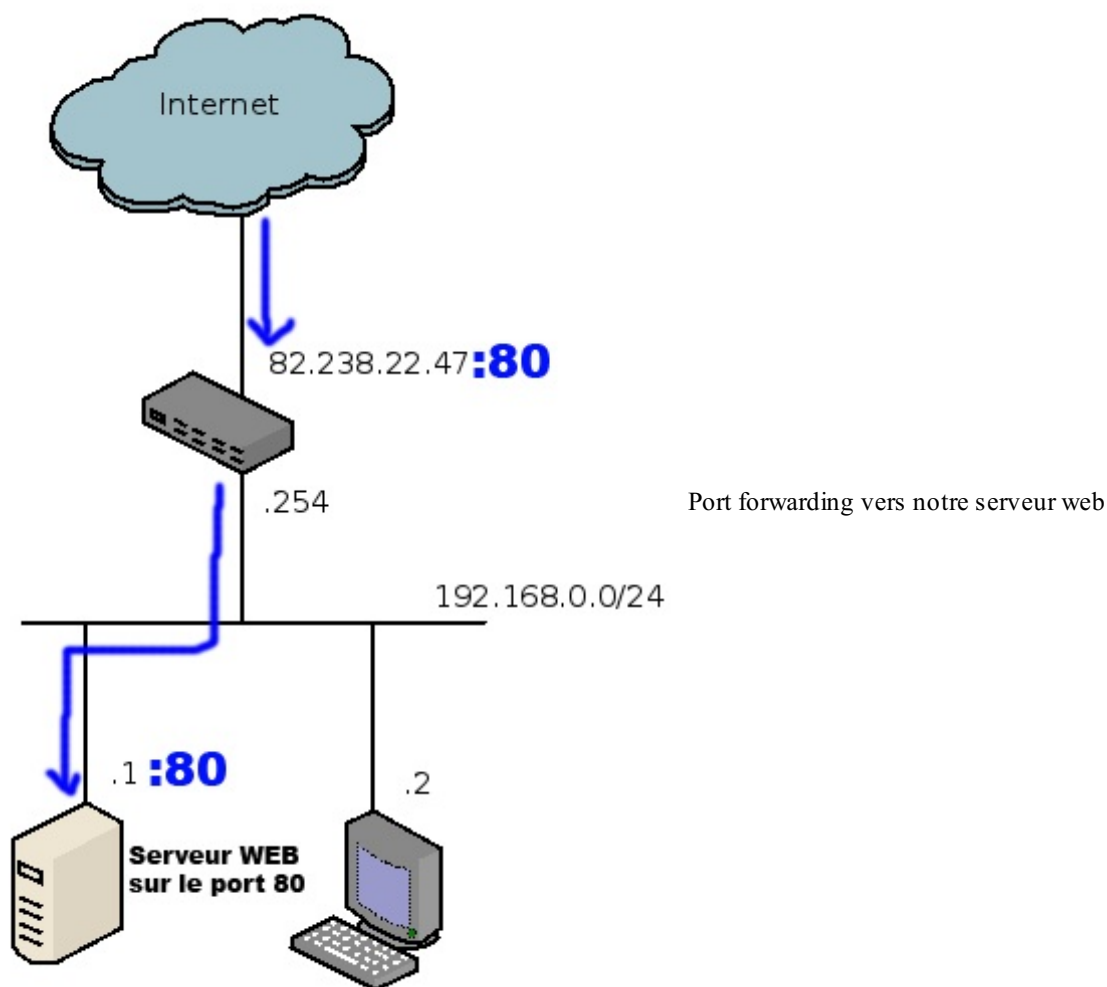 Internet
82.238.22.47:80
.254
Port forwarding vers notre serveur web
192.168.0.0/24
.1 :80
.2
Serveur WEB
sur le port 80